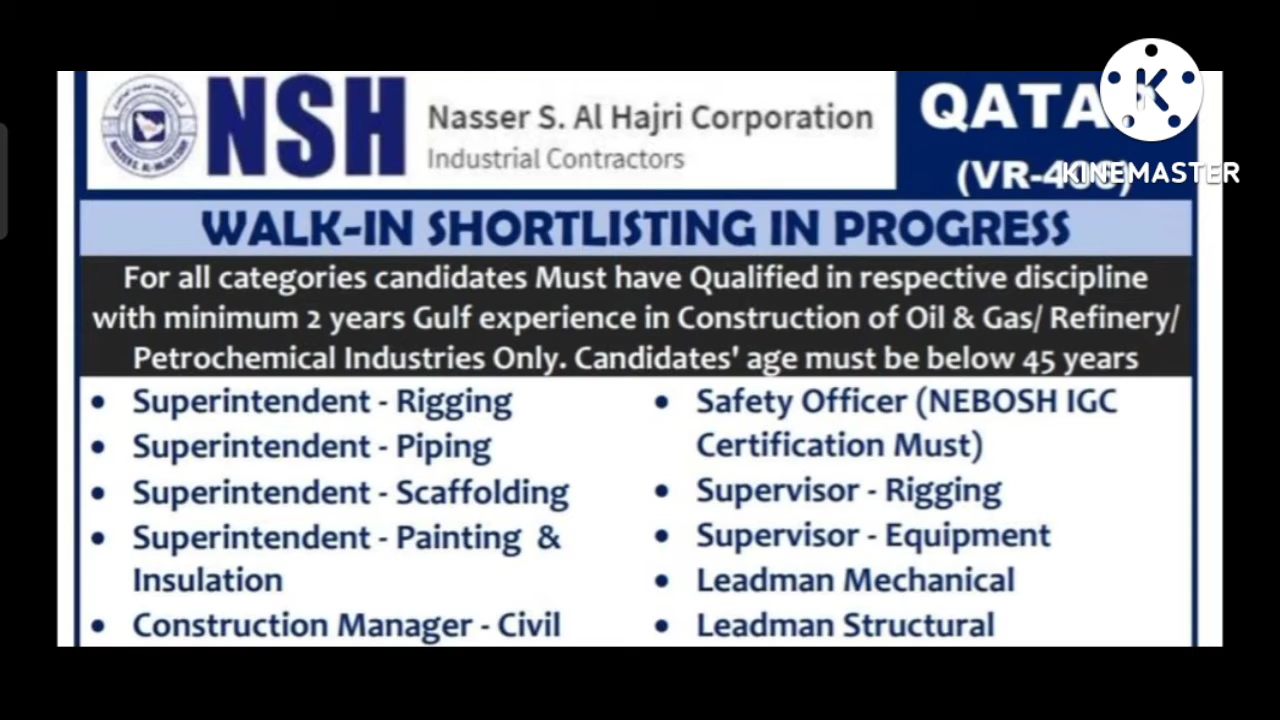 NSH
Nasser S. Al Hajri Corporation
Industrial Contractors
KINEMASTER
WALK-IN SHORTLISTING IN PROGRESS
For all categories candidates Must have Qualified in respective discipline
with minimum 2 years Gulf experience in Construction of Oil & Gas/ Refinery/
Petrochemical Industries Only. Candidates' age must be below 45 years
• Superintendent - Rigging
• Superintendent - Piping
• Superintendent - Scaffolding
• Superintendent - Painting &
Insulation
• Construction Manager - Civil
• Safety Officer (NEBOSH IGC
Certification Must)
• Supervisor - Rigging
• Supervisor - Equipment
• Leadman Mechanical
• Leadman Structural